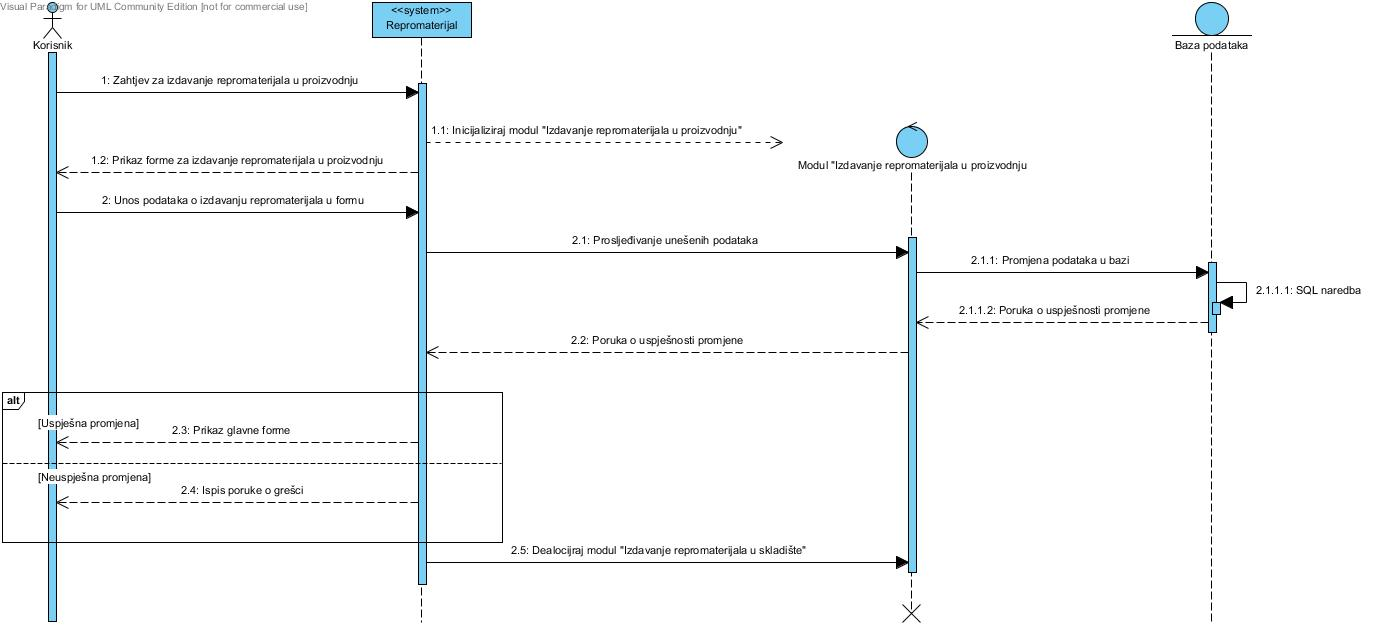 Visual Paradigm for UML Community Edition [not for commercial use]
<<system>>
Repromaterijal
Korisnik
Baza podataka
1: Zahtjev za izdavanje repromaterijala u proizvodnju
1.1: Inicijaliziraj modul "Izdavanje repromaterijala u proizvodnju"
1.2: Prikaz forme za izdavanje repromaterijala u proizvodnju
Modul "Izdavanje repromaterijala u proizvodnju
2: Unos podataka o izdavanju repromaterijala u formu
2.1: Prosljeđivanje unešenih podataka
2.1.1: Promjena podataka u bazi
2.1.1.1: SQL naredba
2.1.1.2: Poruka o uspješnosti promjene
2.2: Poruka o uspješnosti promjene
alt
[Uspješna promjena]
2.3: Prikaz glavne forme
[Neuspješna promjena]
2.4: Ispis poruke o grešci
2.5: Dealocijraj modul "Izdavanje repromaterijala u skladište"